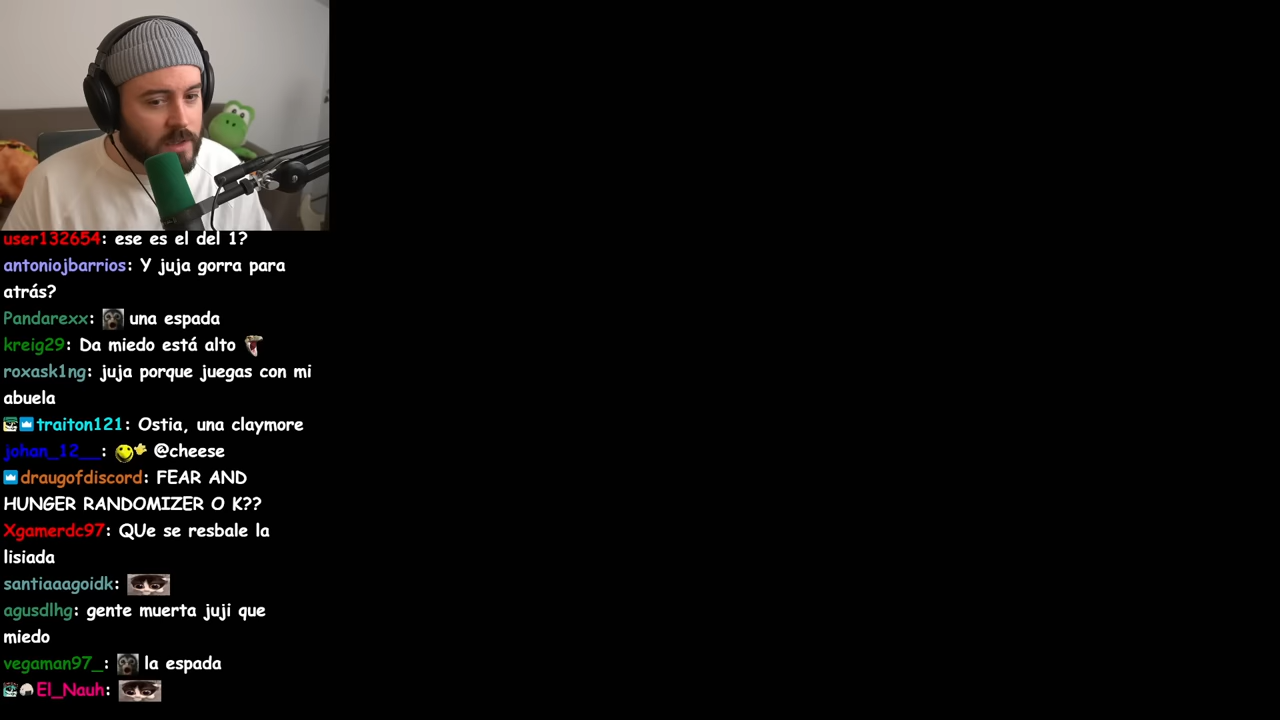 user132654: ese es el del 1?
antoniojbarrios: Y juja gorra para
atrás?
Pandarexx: una espada
kreig29: Da miedo está alto
roxask1ng: juja porque juegas con mi
abuela
traiton121: Ostia, una claymore
johan_12__: @cheese
draugofdiscord: FEAR AND
HUNGER RANDOMIZER O K??
Xgamerdc97: QUe se resbale la
lisiada
santiaaagoidk:
agusdlhg: gente muerta juji que
miedo
vegaman97_: la espada
El_Nauh: